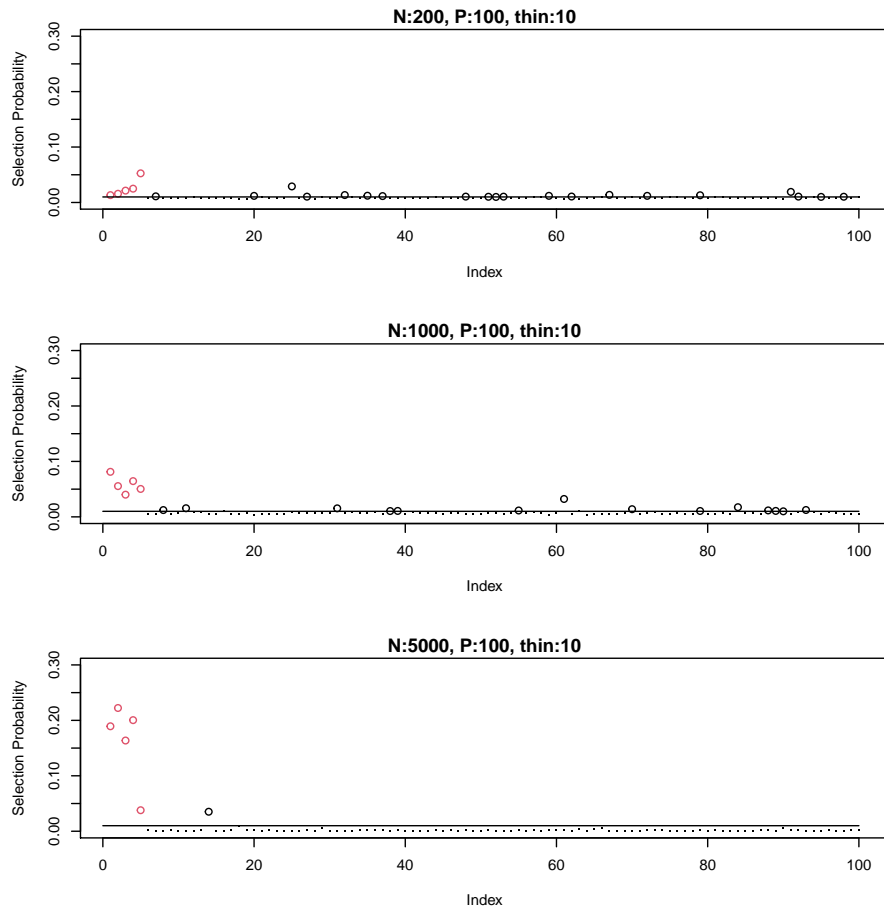 N:200, P:100, thin:10
Selection Probability
0.30
0.20
0.10
0.00
0 20 40 60 80 100
Index
N:1000, P:100, thin:10
Selection Probability
0.30
0.20
0.10
0.00
0 20 40 60 80 100
Index
N:5000, P:100, thin:10
Selection Probability
0.30
0.20
0.10
0.00
0 20 40 60 80 100
Index